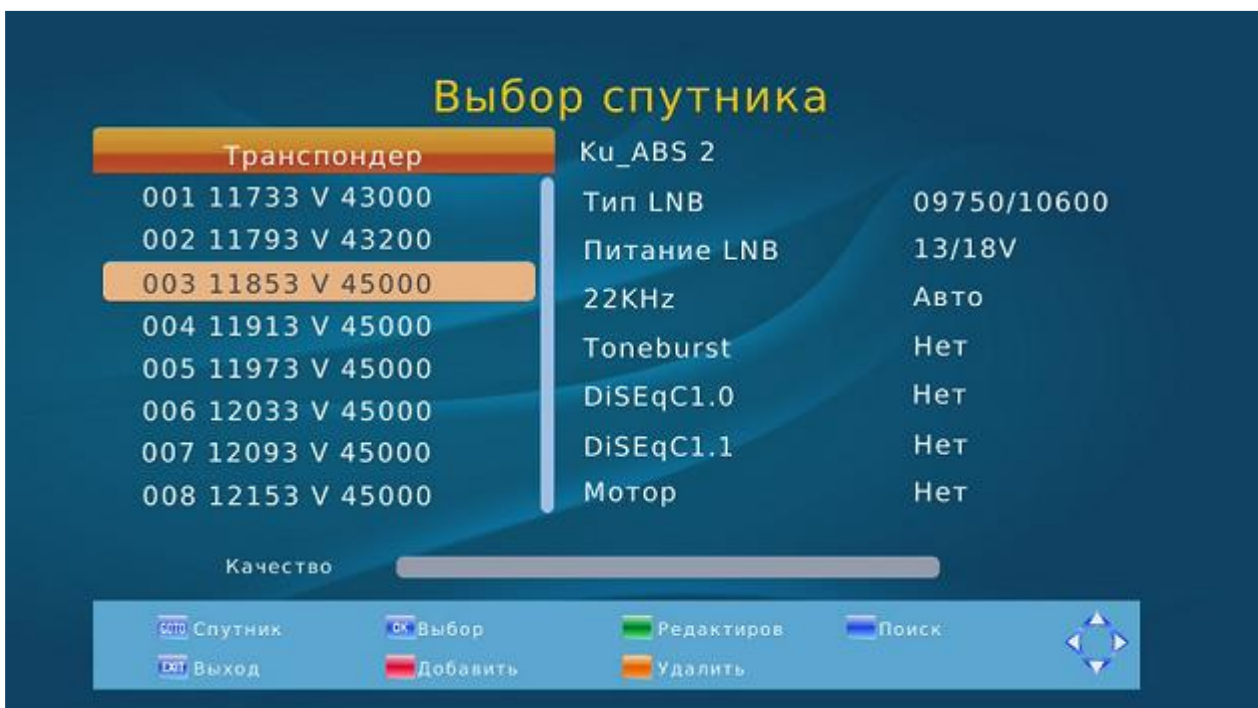 Выбор спутника
Транспондер
001 11733 V 43000
002 11793 V 43200
003 11853 V 45000
004 11913 V 45000
005 11973 V 45000
006 12033 V 45000
007 12093 V 45000
008 12153 V 45000
Ku_ABS 2
Тип LNB 09750/10600
Питание LNB 13/18V
22KHz Авто
Toneburst Нет
DiSEqC1.0 Нет
DiSEqC1.1 Нет
Мотор Нет
Качество
GOTO Спутник OK Выбор Редактиров Поиск
EXIT Выход Добавить Удалить